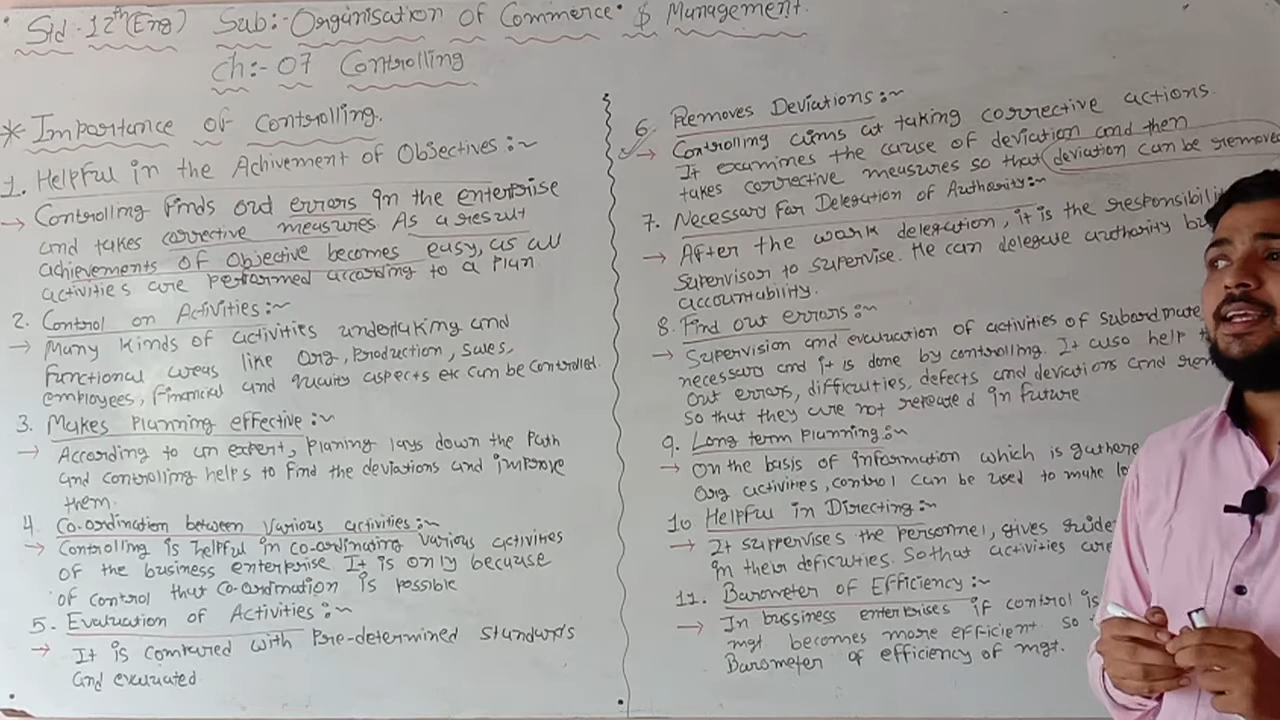 Std - 12th (Eng) Sub:- Organisation of Commerce & Management.
Ch:- 07 Controlling
* Importance of Controlling.
1. Helpful in the Achivement of Objectives:~
→ Controlling finds out errors in the enterprise
and takes corrective measures. As a result
achievements of Objective becomes easy, as all
activities are performed according to a Plan
2. Control on Activities:~
→ Many kinds of activities undertaking and
functional areas like Org, Production, Sales,
employees, Financial and quality aspects etc can be controlled.
3. Makes Planning effective:~
→ According to an expert, Planing lays down the Path
and controlling helps to find the deviations and improve
them.
4. Co-ordination between various activities:~
→ Controlling is helpful in co-ordinating various activities
of the business enterprise It is only because
of control that co-ordination is possible
5. Evaluation of Activities:~
→ It is comtured with Pre-determined standards
and evaluated
6. Removes Deviations:~
→ Controlling aims at taking corrective actions.
It examines the cause of deviation and then
takes corrective measures so that deviation can be remove
7. Necessary for Delegation of Authority:~
→ After the work delegation, it is the responsibili
Supervisor to supervise. He can delegate authority bu
accountability.
8. Find out errors:~
→ Supervision and evaluation of activities of subordinate
necessary and it is done by controlling. It also help
out errors, difficulties, defects and deviations and rem
so that they are not repeated in future
9. Long term Planning:~
→ On the basis of information which is gathere
Org activities, control can be used to make lo
10 Helpful in Directing:~
→ It suppervises the personnel, gives guide
in their deficulties. So that activities are
11. Barometer of Efficiency:~
→ In bussiness enterprises if control is
mgt becomes more efficient. so
Barometer of efficiency of mgt.